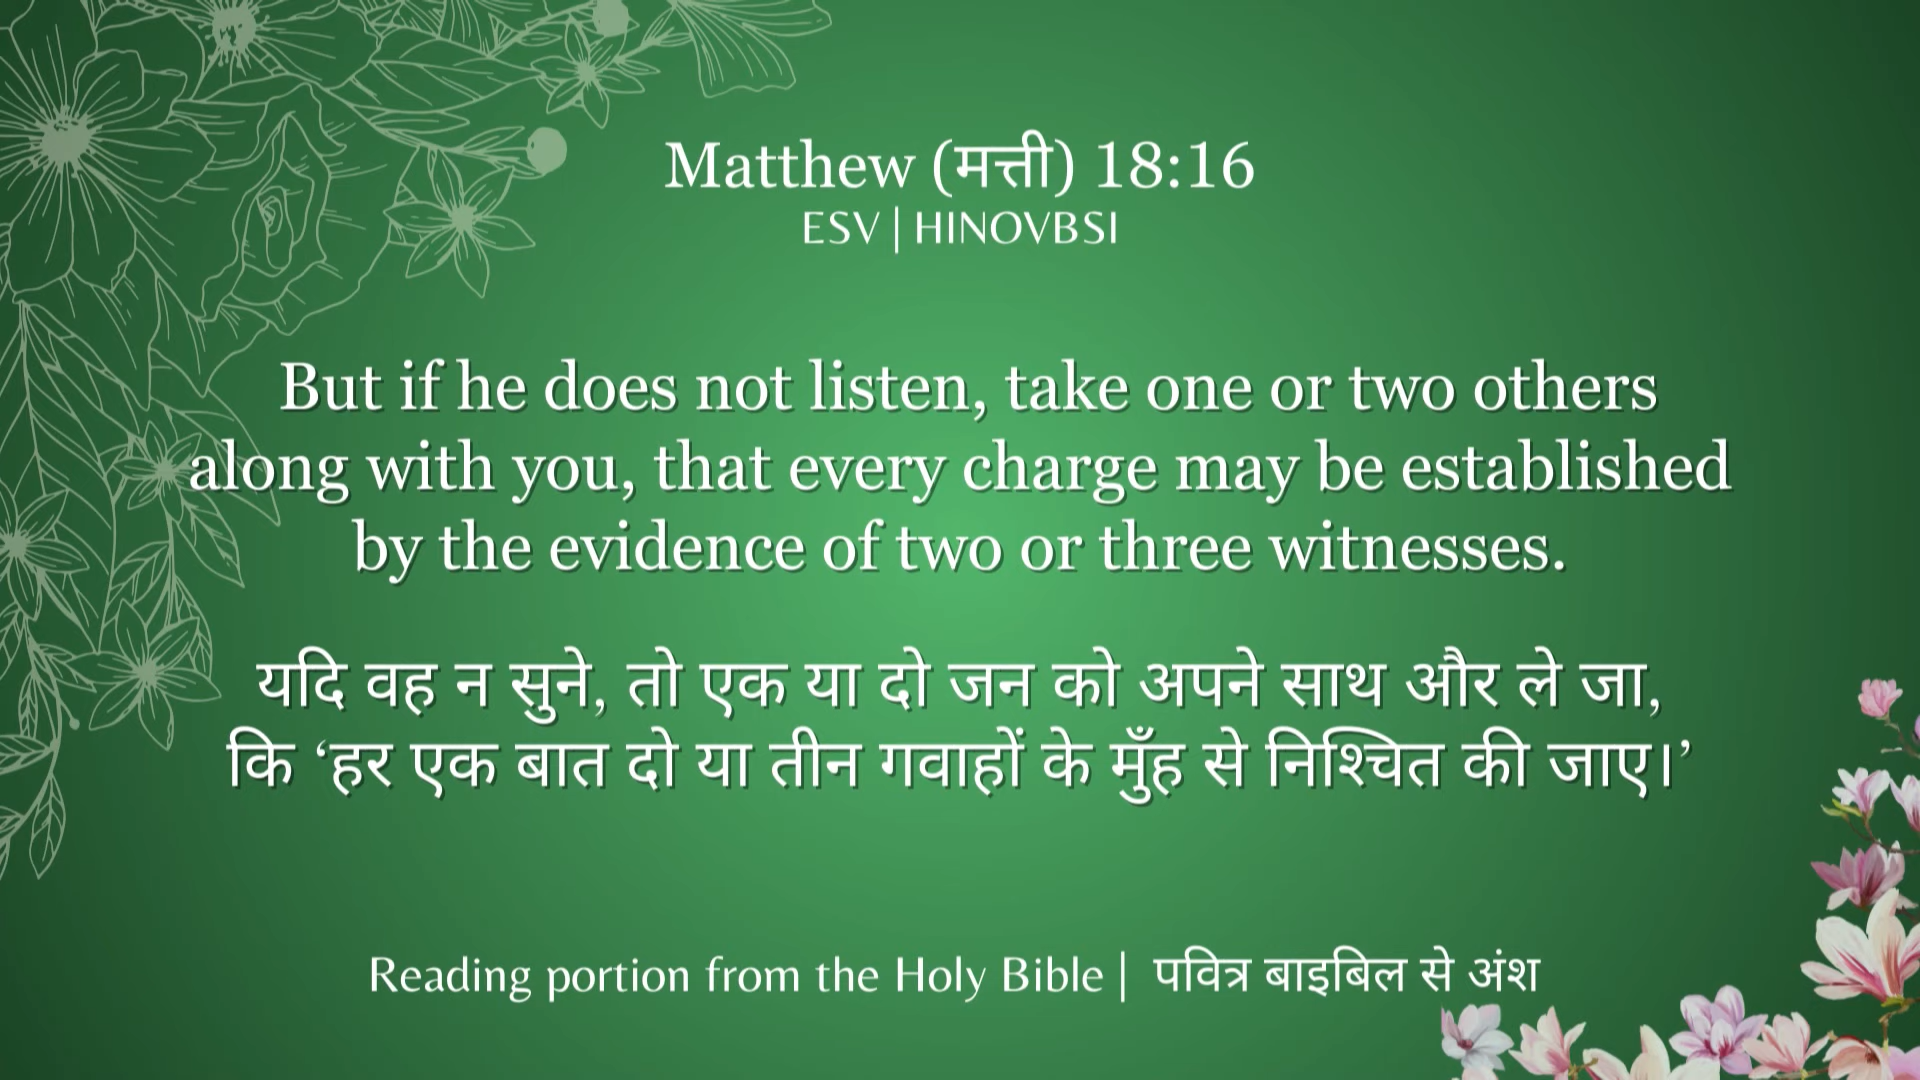 Matthew (मत्ती) 18:16
ESV | HINOVBSI
But if he does not listen, take one or two others
along with you, that every charge may be established
by the evidence of two or three witnesses.
यदि वह न सुने, तो एक या दो जन को अपने साथ और ले जा,
कि ‘हर एक बात दो या तीन गवाहों के मुँह से निश्चित की जाए।’
Reading portion from the Holy Bible | पवित्र बाइबिल से अंश